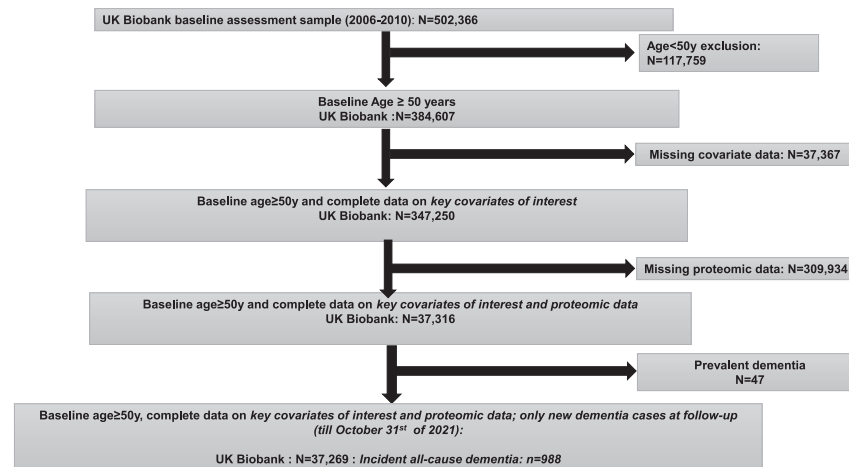 UK Biobank baseline assessment sample (2006-2010): N=502,366
Age<50y exclusion:
N=117,759
Baseline Age ≥ 50 years
UK Biobank :N=384,607
Missing covariate data: N=37,367
Baseline age≥50y and complete data on key covariates of interest
UK Biobank: N=347,250
Missing proteomic data: N=309,934
Baseline age≥50y and complete data on key covariates of interest and proteomic data
UK Biobank: N=37,316
Prevalent dementia
N=47
Baseline age≥50y, complete data on key covariates of interest and proteomic data; only new dementia cases at follow-up
(till October 31st of 2021):
UK Biobank : N=37,269 : Incident all-cause dementia: n=988